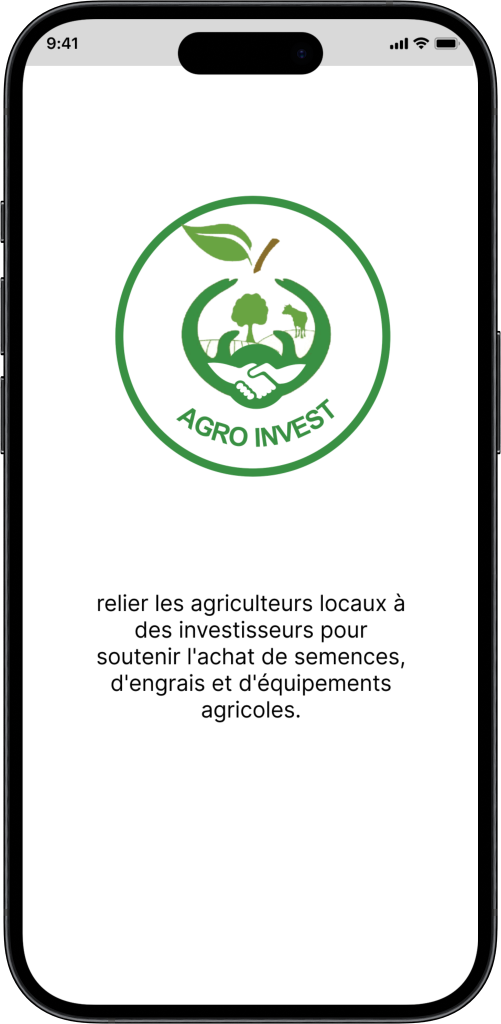 9:41
AGRO INVEST
relier les agriculteurs locaux à
des investisseurs pour
soutenir l'achat de semences,
d'engrais et d'équipements
agricoles.